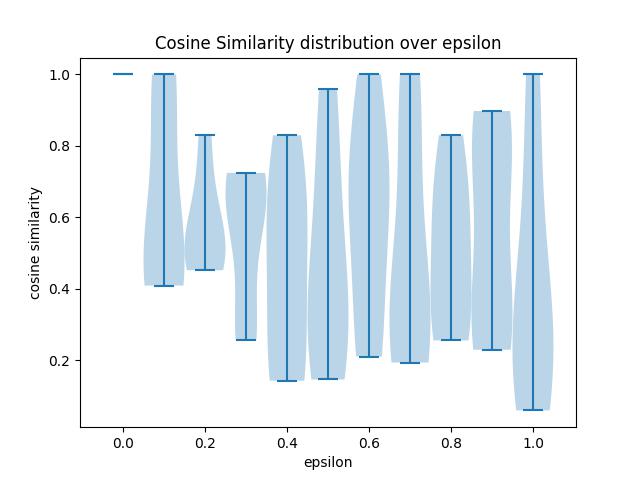 Cosine Similarity distribution over epsilon
1.0
0.8
0.6
0.4
0.2
cosine similarity
0.0 0.2 0.4 0.6 0.8 1.0
epsilon